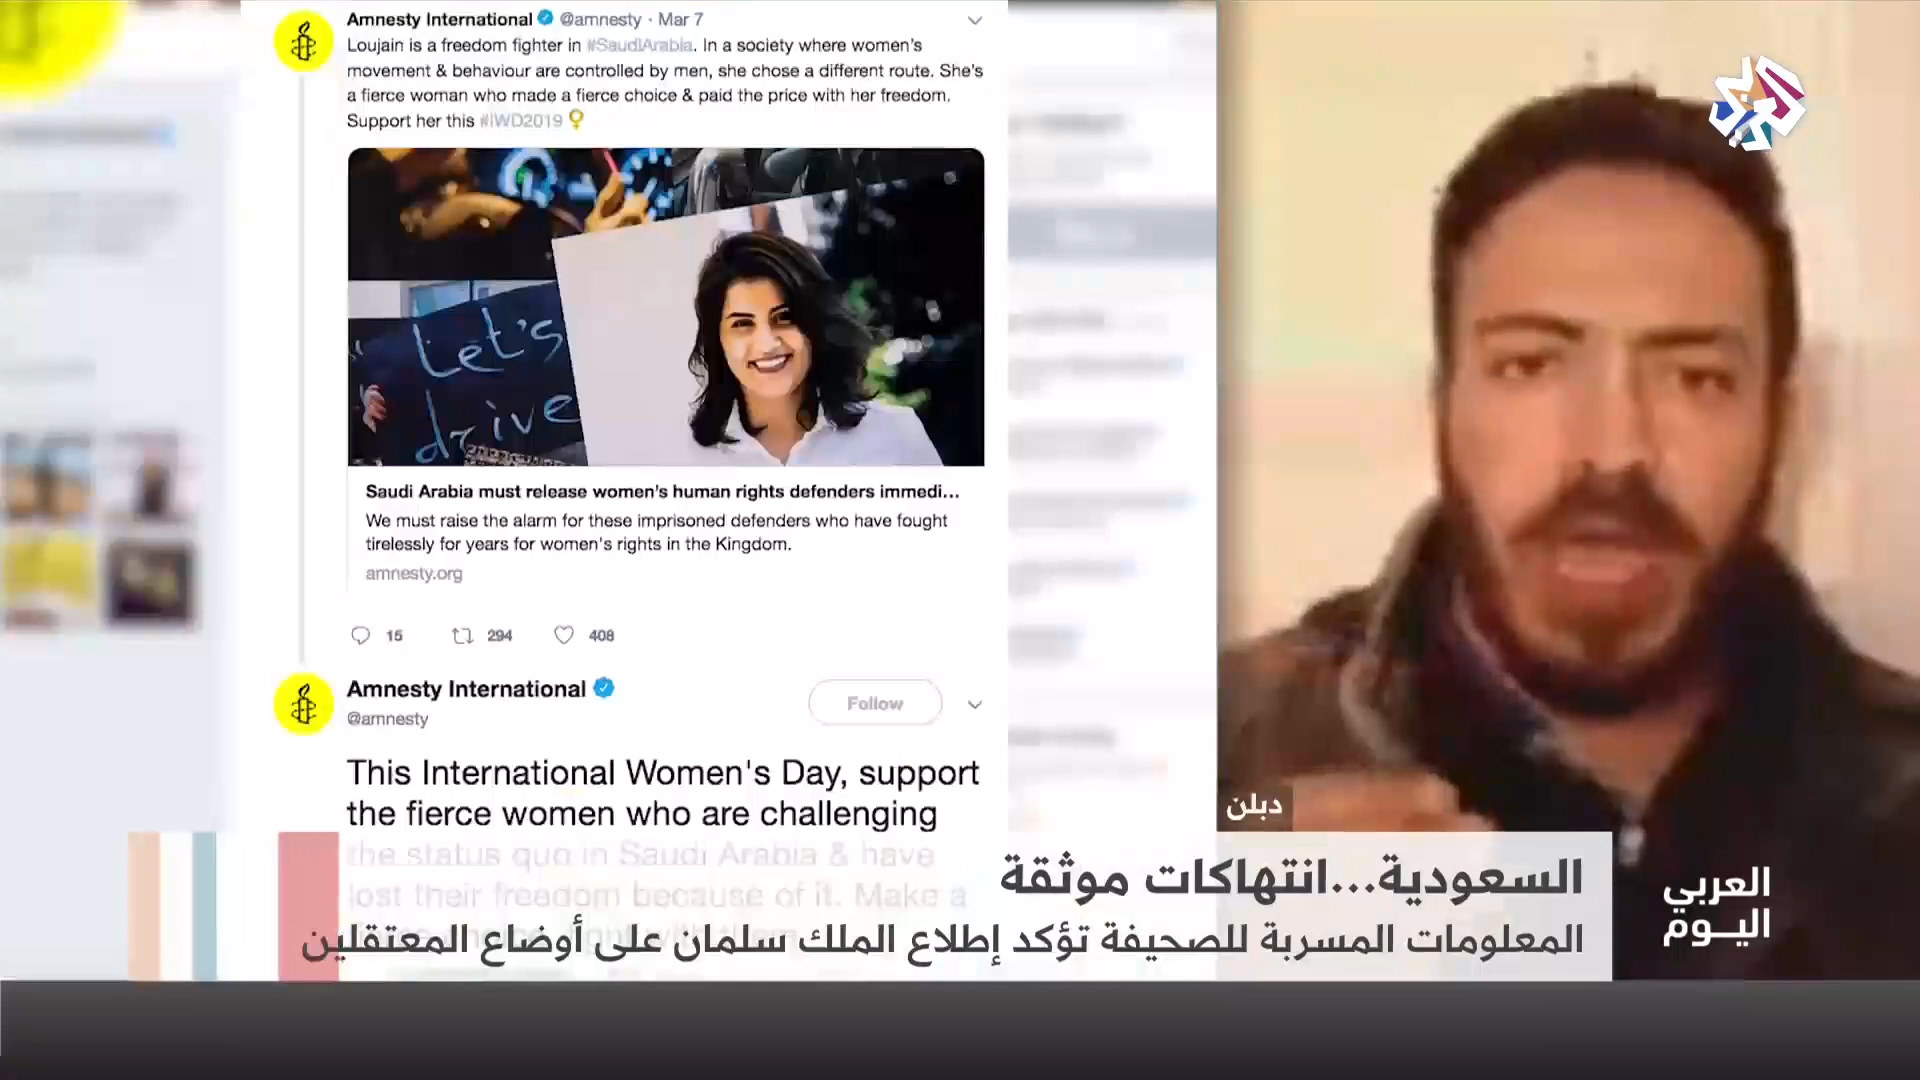 Amnesty International @amnesty · Mar 7
Loujain is a freedom fighter in #SaudiArabia. In a society where women's
movement & behaviour are controlled by men, she chose a different route. She's
a fierce woman who made a fierce choice & paid the price with her freedom.
Support her this #IWD2019
Let's
drive
Saudi Arabia must release women's human rights defenders immedi...
We must raise the alarm for these imprisoned defenders who have fought
tirelessly for years for women's rights in the Kingdom.
amnesty.org
15 294 408
Amnesty International
Follow
@amnesty
This International Women's Day, support
the fierce women who are challenging
the status quo in Saudi Arabia & have
lost their freedom because of it. Make a
دبلن
السعودية...انتهاكات موثقة
المعلومات المسربة للصحيفة تؤكد إطلاع الملك سلمان على أوضاع المعتقلين
العربي
اليوم